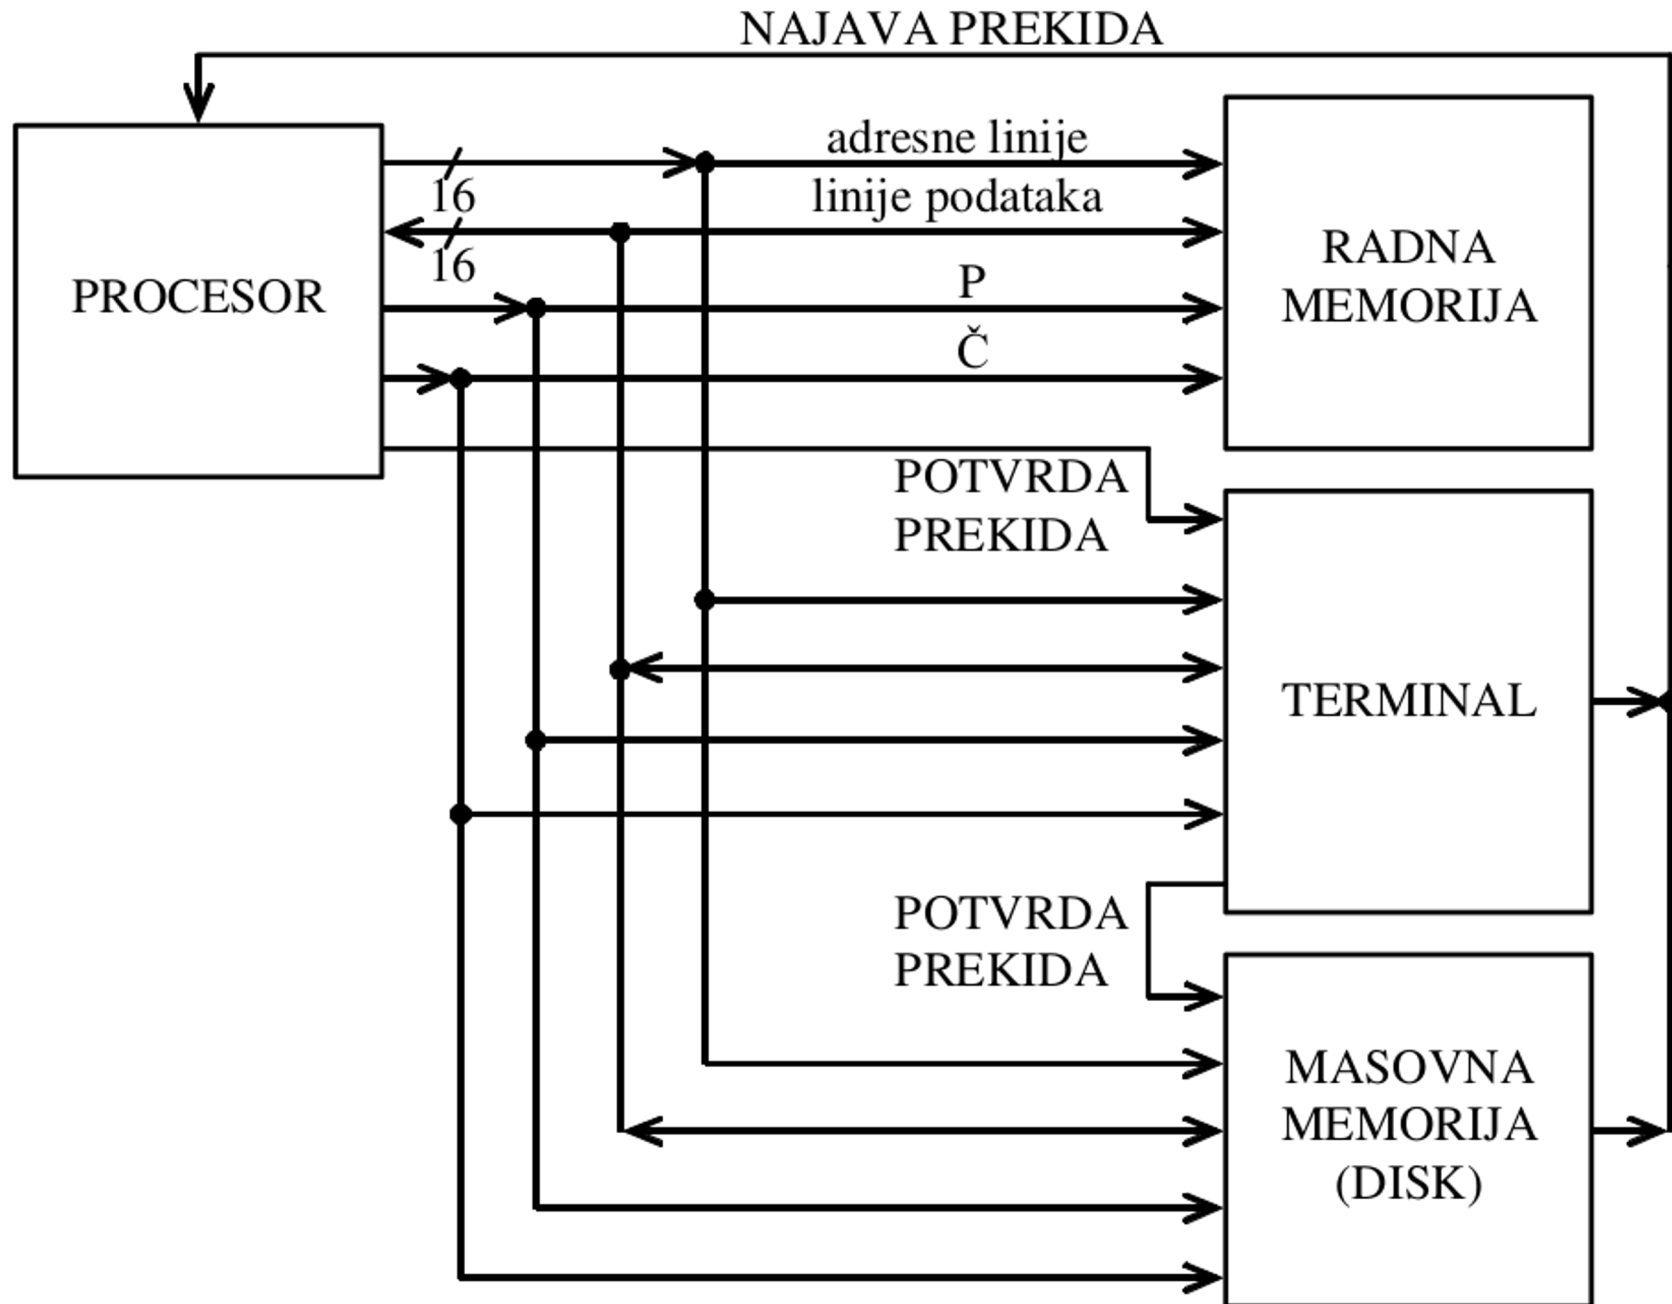 NAJAVA PREKIDA
adresne linije
16
linije podataka
16
PROCESOR
P
Č
RADNA
MEMORIJA
POTVRDA
PREKIDA
TERMINAL
POTVRDA
PREKIDA
MASOVNA
MEMORIJA
(DISK)